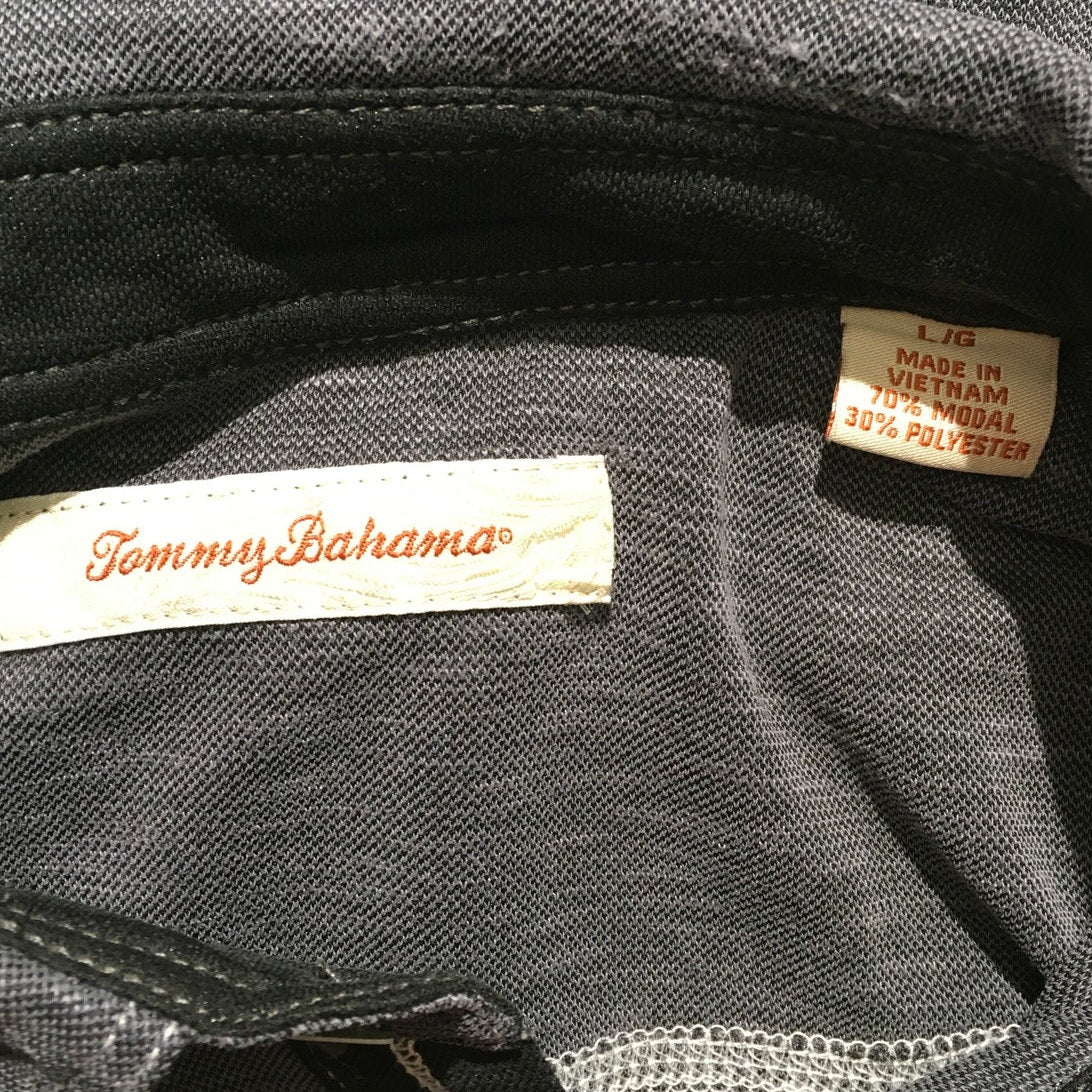 L/G
MADE IN
VIETNAM
70% MODAL
30% POLYESTER
Tommy Bahama®